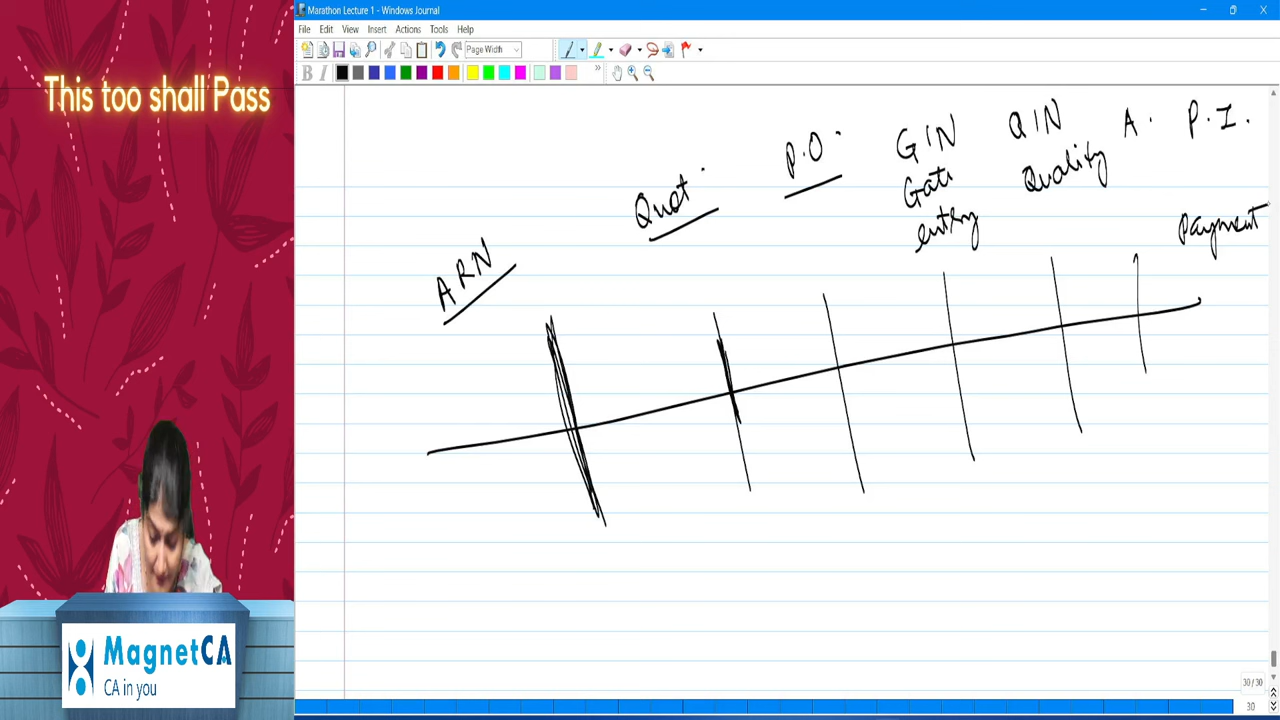 This too shall Pass
Marathon Lecture 1 - Windows Journal
File Edit View Insert Actions Tools Help
Page Width
B I
ARN
Quot.
P.O.
GIN
Gate
entry
QIN
Quality
A.
P.I.
Payment
MagnetCA
CA in you
30 / 30
30